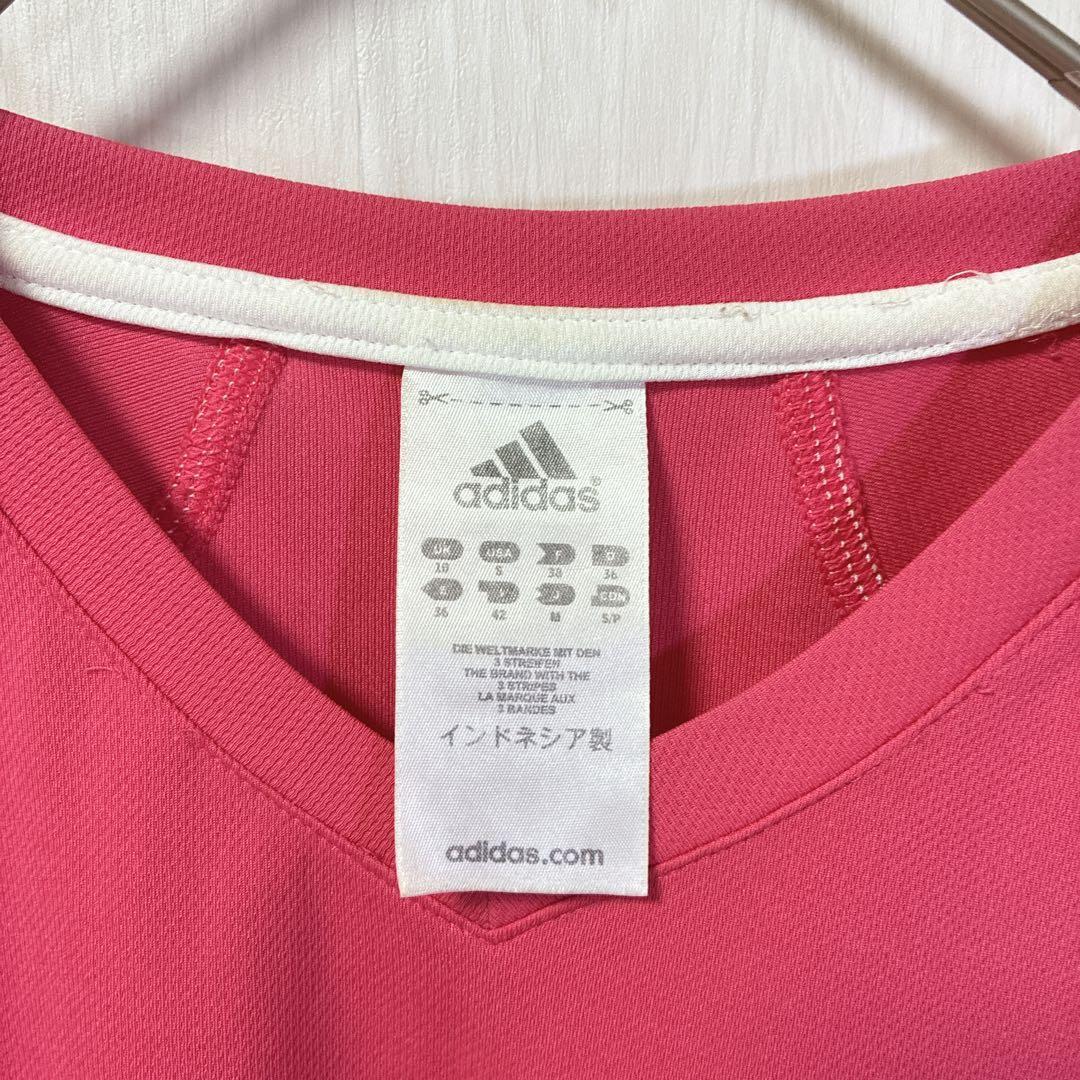 adidas®
UK USA F D
10 S 38 36
E I J CDN
36 42 M S/P
DIE WELTMARKE MIT DEN
3 STREIFEN
THE BRAND WITH THE
3 STRIPES
LA MARQUE AUX
3 BANDES
インドネシア製
adidas.com